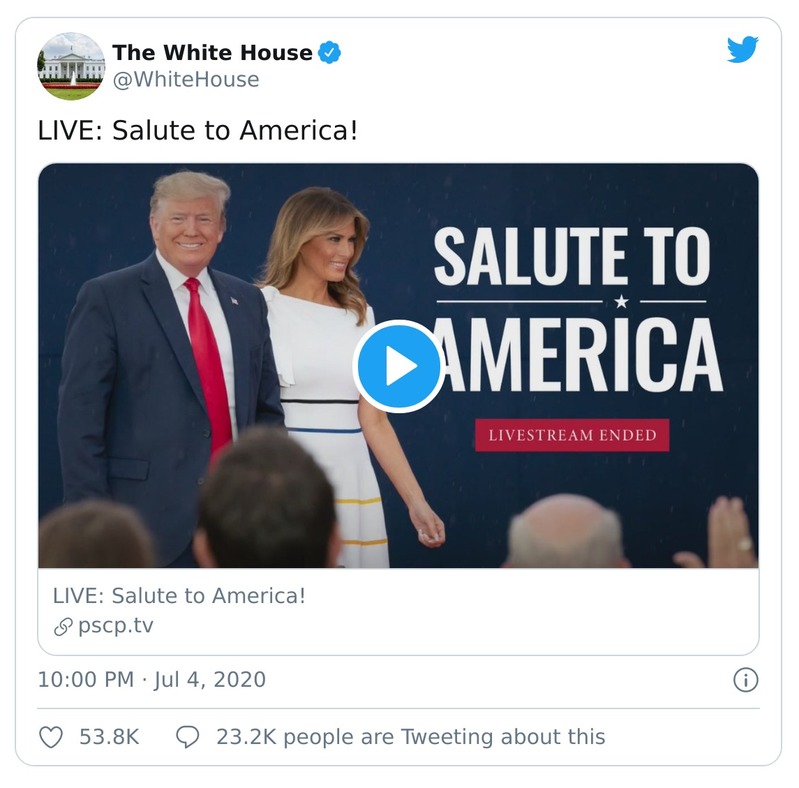 The White House
@WhiteHouse
LIVE: Salute to America!
SALUTE TO
AMERICA
LIVESTREAM ENDED
LIVE: Salute to America!
pscp.tv
10:00 PM · Jul 4, 2020
53.8K 23.2K people are Tweeting about this